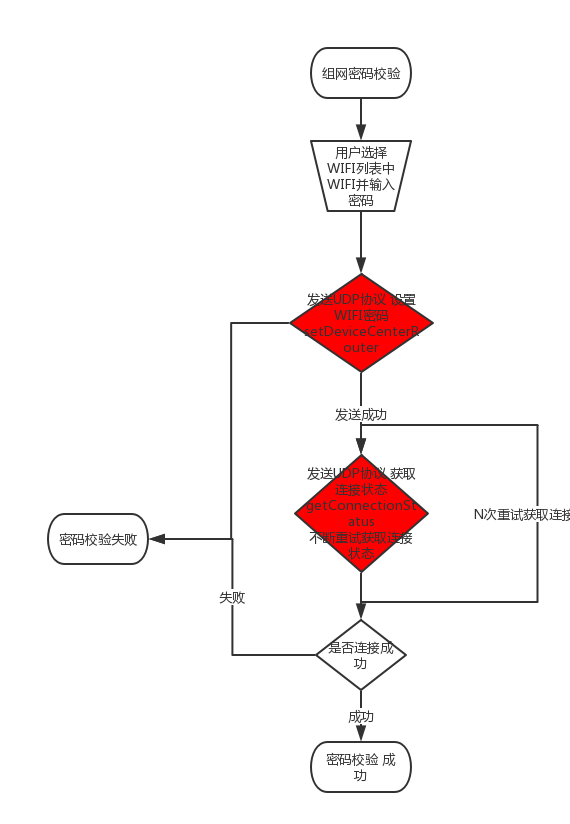 组网密码校验
用户选择
WIFI列表中
WIFI并输入
密码
发送UDP协议 设置
WIFI密码
setDeviceCenterR
outer
发送成功
发送UDP协议 获取
连接状态
getConnectionSt
atus
不断重试获取连接
状态
N次重试获取连接
密码校验失败
失败
是否连接成
功
成功
密码校验 成
功